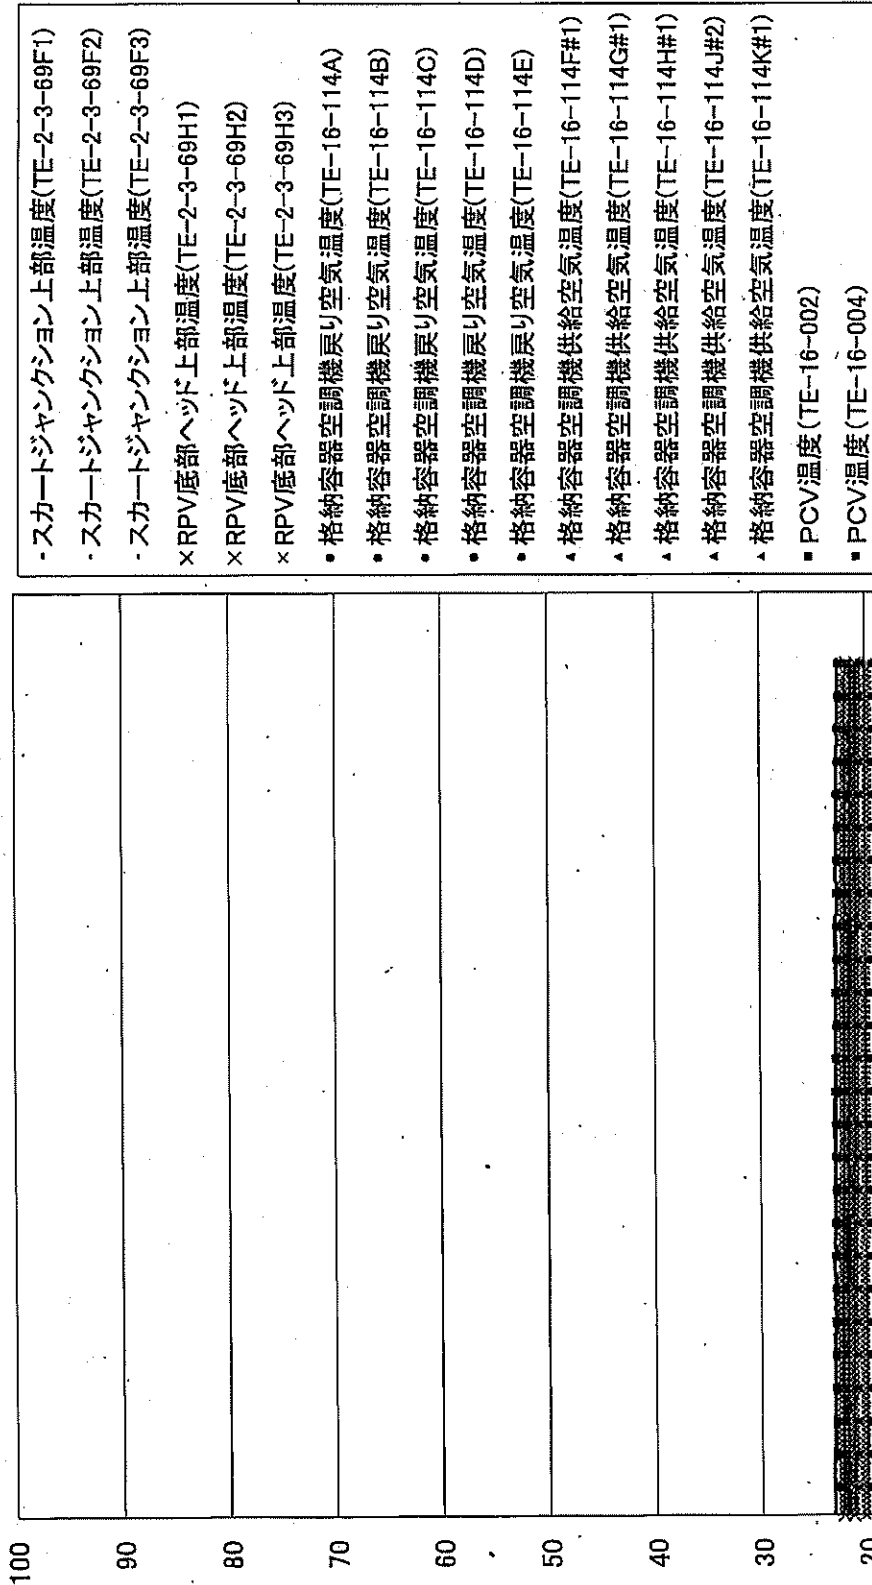 100
90
80
70
60
50
40
30
20
-スカートジャンクション上部温度(TE-2-3-69F1)
-スカートジャンクション上部温度(TE-2-3-69F2)
-スカートジャンクション上部温度(TE-2-3-69F3)
×RPV底部ヘッド上部温度(TE-2-3-69H1)
×RPV底部ヘッド上部温度(TE-2-3-69H2)
×RPV底部ヘッド上部温度(TE-2-3-69H3)
●格納容器空調機戻り空気温度(TE-16-114A)
●格納容器空調機戻り空気温度(TE-16-114B)
●格納容器空調機戻り空気温度(TE-16-114C)
●格納容器空調機戻り空気温度(TE-16-114D)
●格納容器空調機戻り空気温度(TE-16-114E)
▲格納容器空調機供給空気温度(TE-16-114F#1)
▲格納容器空調機供給空気温度(TE-16-114G#1)
▲格納容器空調機供給空気温度(TE-16-114H#1)
▲格納容器空調機供給空気温度(TE-16-114J#2)
▲格納容器空調機供給空気温度(TE-16-114K#1)
■PCV温度(TE-16-002)
■PCV温度(TE-16-004)